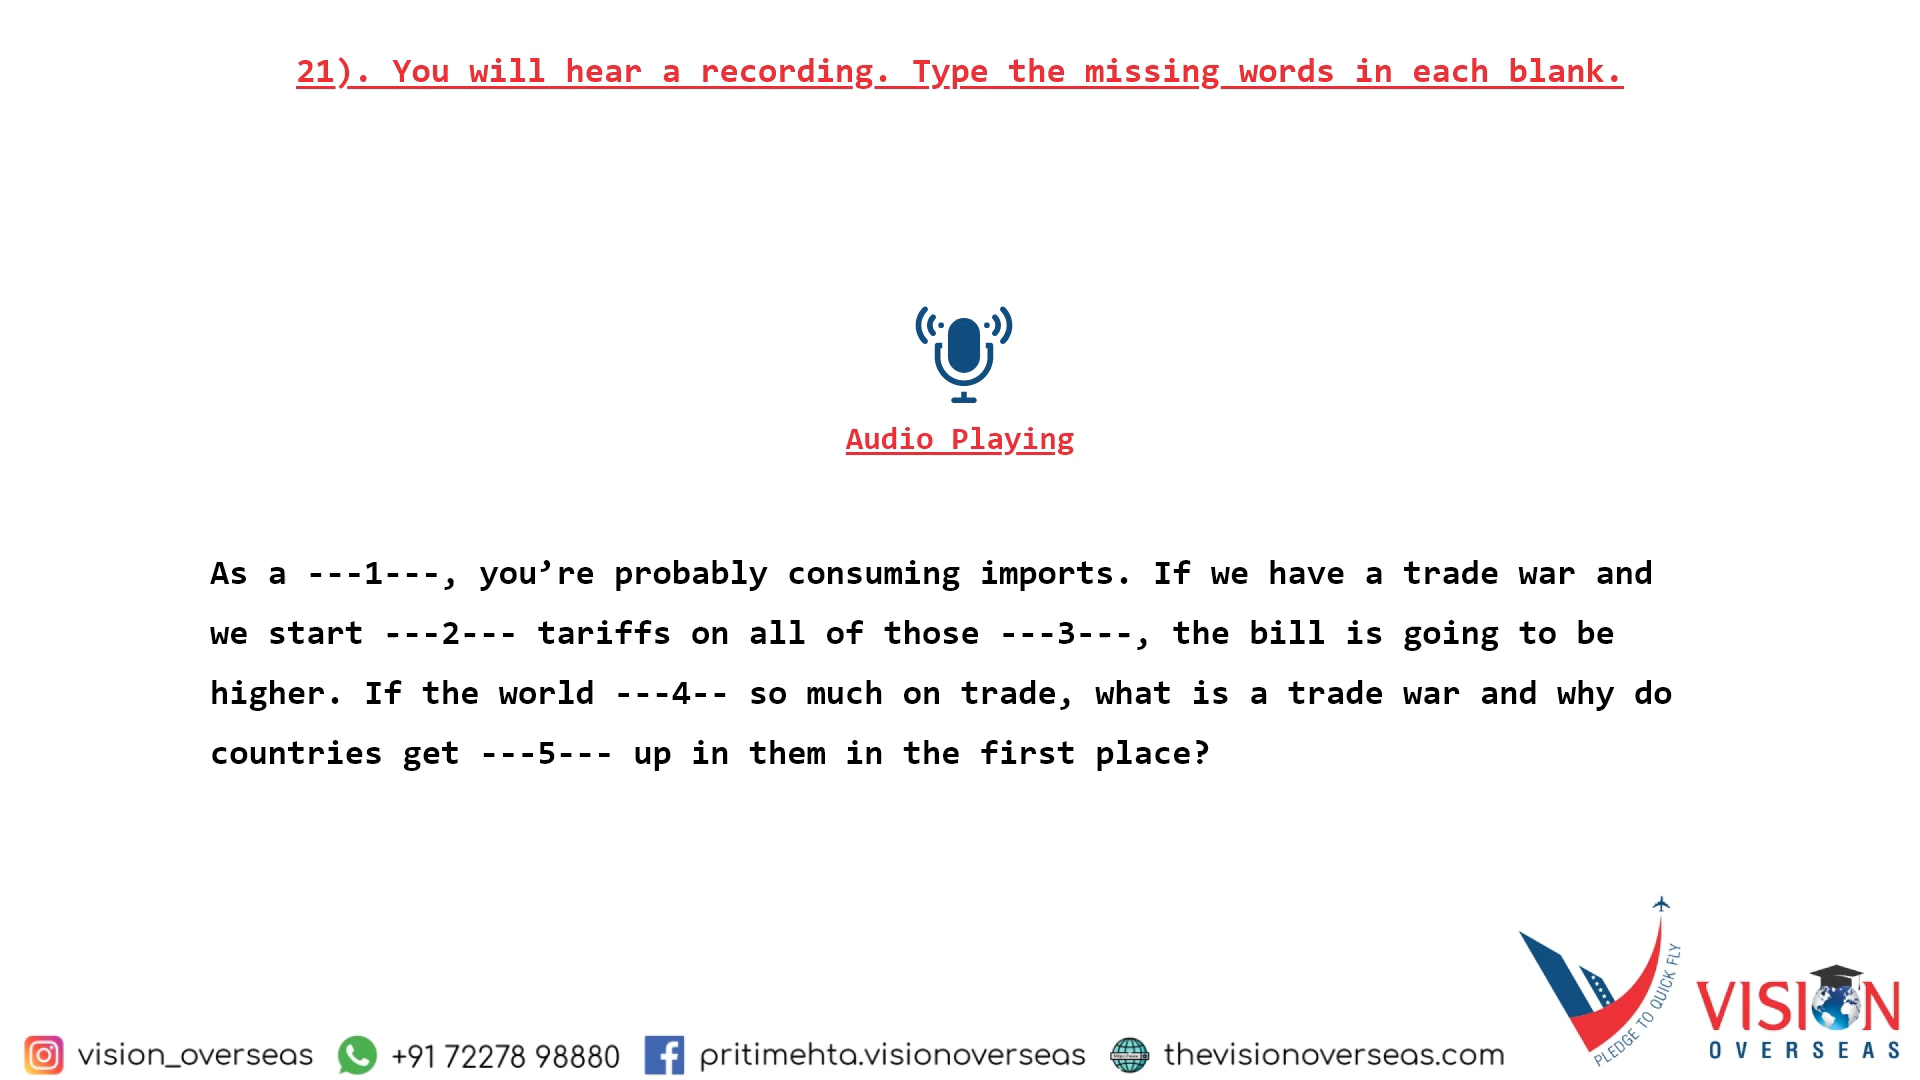 21). You will hear a recording. Type the missing words in each blank.
Audio Playing
As a ---1---, you’re probably consuming imports. If we have a trade war and
we start ---2--- tariffs on all of those ---3---, the bill is going to be
higher. If the world ---4-- so much on trade, what is a trade war and why do
countries get ---5--- up in them in the first place?
PLEDGE TO QUICK FLY
VISION
OVERSEAS
vision_overseas
+91 72278 98880
pritimehta.visionoverseas
thevisionoverseas.com